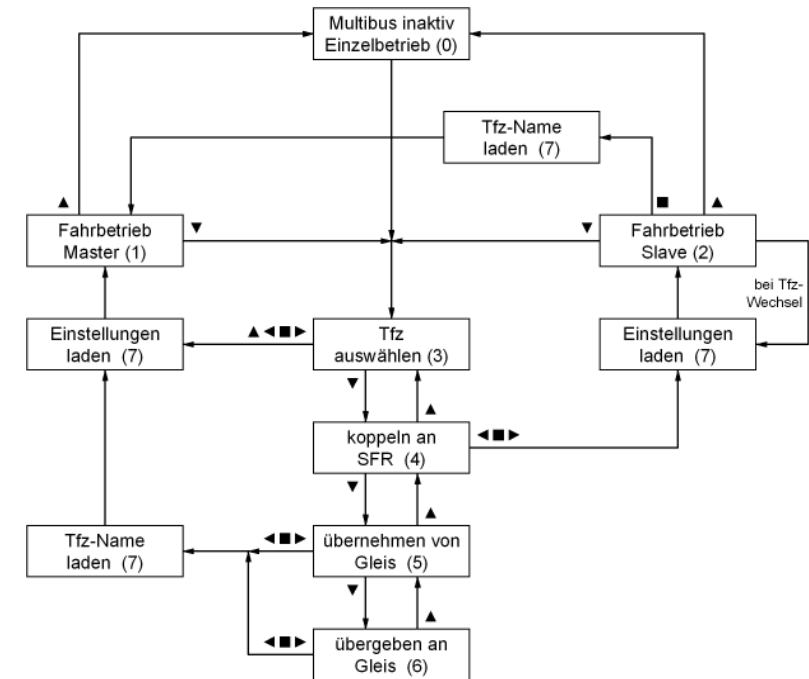 Multibus inaktiv
Einzelbetrieb (0)
Tfz-Name
laden (7)
▲
■
▲
Fahrbetrieb
Master (1)
▼
▼
Fahrbetrieb
Slave (2)
bei Tfz-
Wechsel
Einstellungen
laden (7)
▲◄■►
Tfz
auswählen (3)
Einstellungen
laden (7)
▼
▲
koppeln an
SFR (4)
◄■►
▼
▲
Tfz-Name
laden (7)
◄■►
übernehmen von
Gleis (5)
▼
▲
◄■►
übergeben an
Gleis (6)